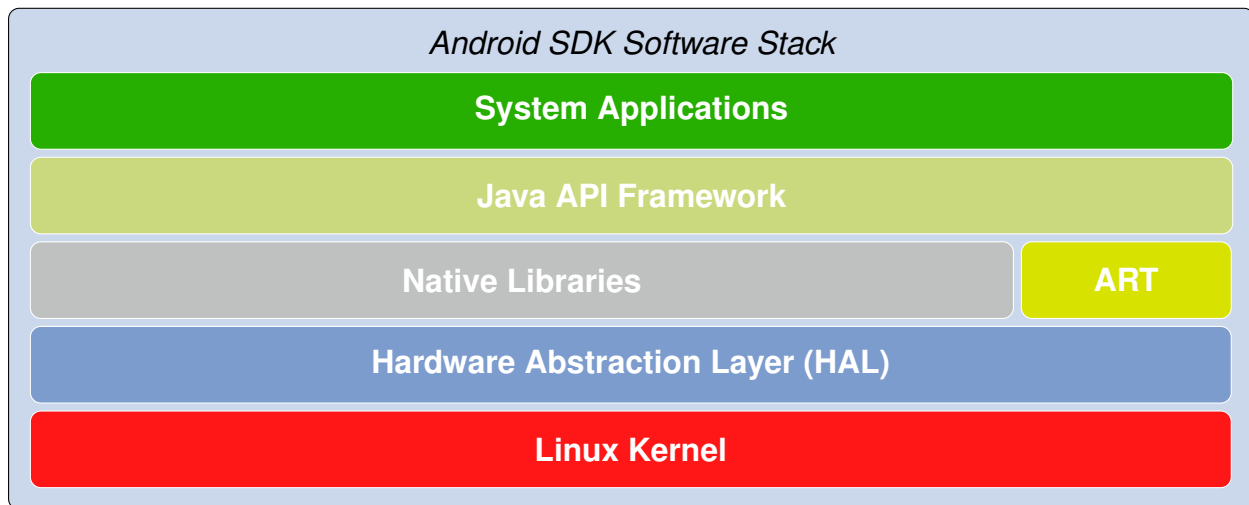 Android SDK Software Stack
System Applications
Java API Framework
Native Libraries
ART
Hardware Abstraction Layer (HAL)
Linux Kernel